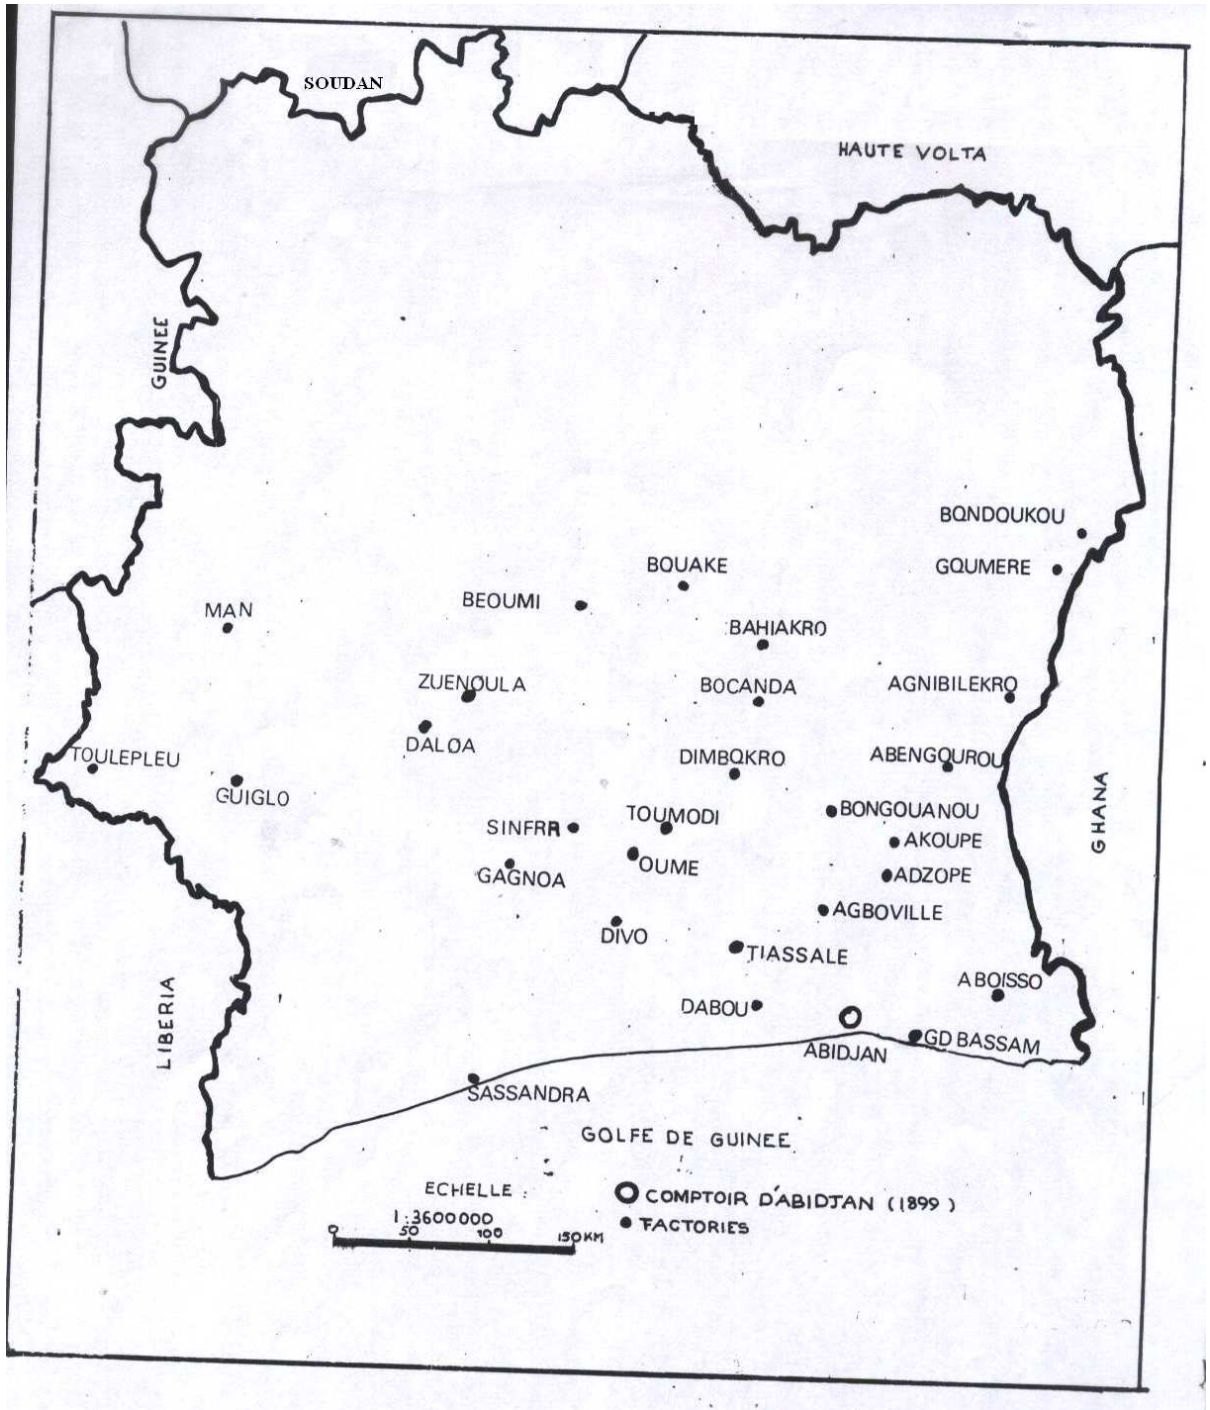 SOUDAN
HAUTE VOLTA
GUINEE
BONDOUKOU
GOUMERE
BOUAKE
BEOUMI
MAN
BAHIAKRO
ZUENOULA
BOCANDA
AGNIBILEKRO
DALOA
TOULEPLEU
DIMBOKRO
ABENGOUROU
GUIGLO
GHANA
SINFRR
TOUMODI
BONGOUANOU
AKOUPE
OUME
GAGNOA
ADZOPE
AGBOVILLE
DIVO
TIASSALE
LIBERIA
ABOISSO
DABOU
ABIDJAN
GD BASSAM
SASSANDRA
GOLFE DE GUINEE
ECHELLE :
1:3600000
0 50 100 150KM
COMPTOIR D'ABIDJAN (1899)
FACTORIES